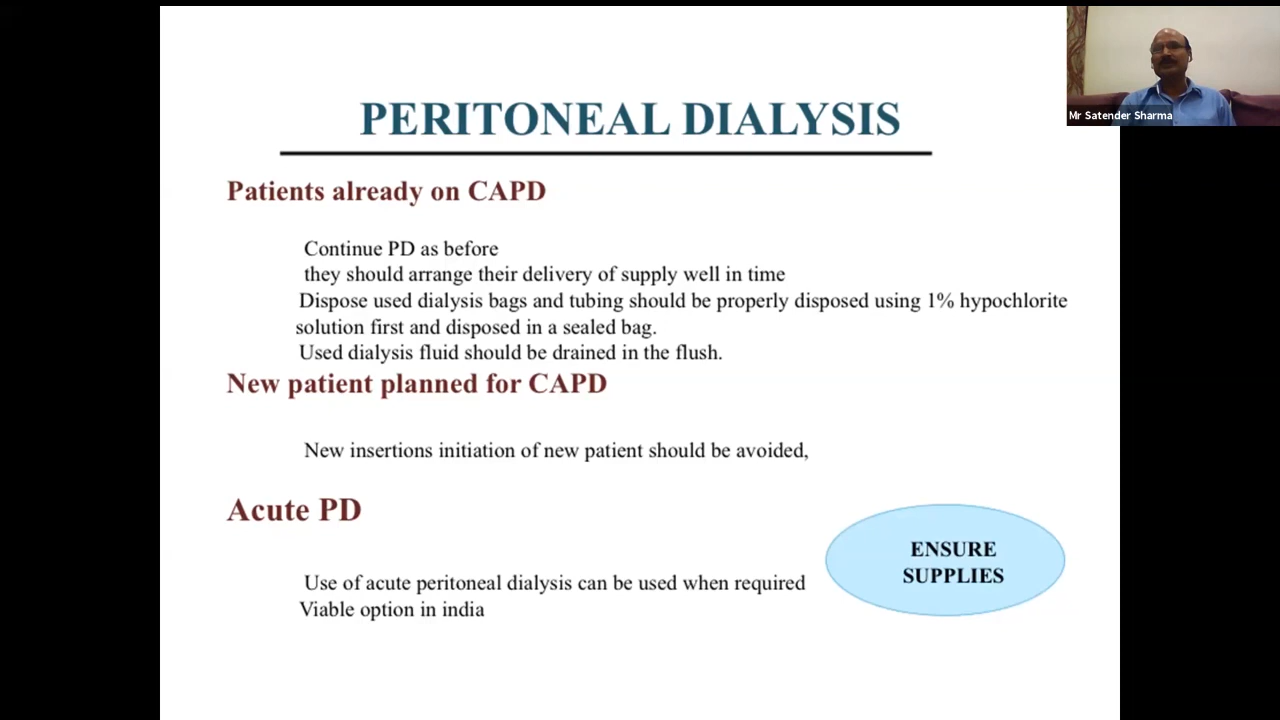 PERITONEAL DIALYSIS
Mr Satender Sharma
Patients already on CAPD
Continue PD as before
they should arrange their delivery of supply well in time
Dispose used dialysis bags and tubing should be properly disposed using 1% hypochlorite
solution first and disposed in a sealed bag.
Used dialysis fluid should be drained in the flush.
New patient planned for CAPD
New insertions initiation of new patient should be avoided,
Acute PD
Use of acute peritoneal dialysis can be used when required
Viable option in india
ENSURE
SUPPLIES